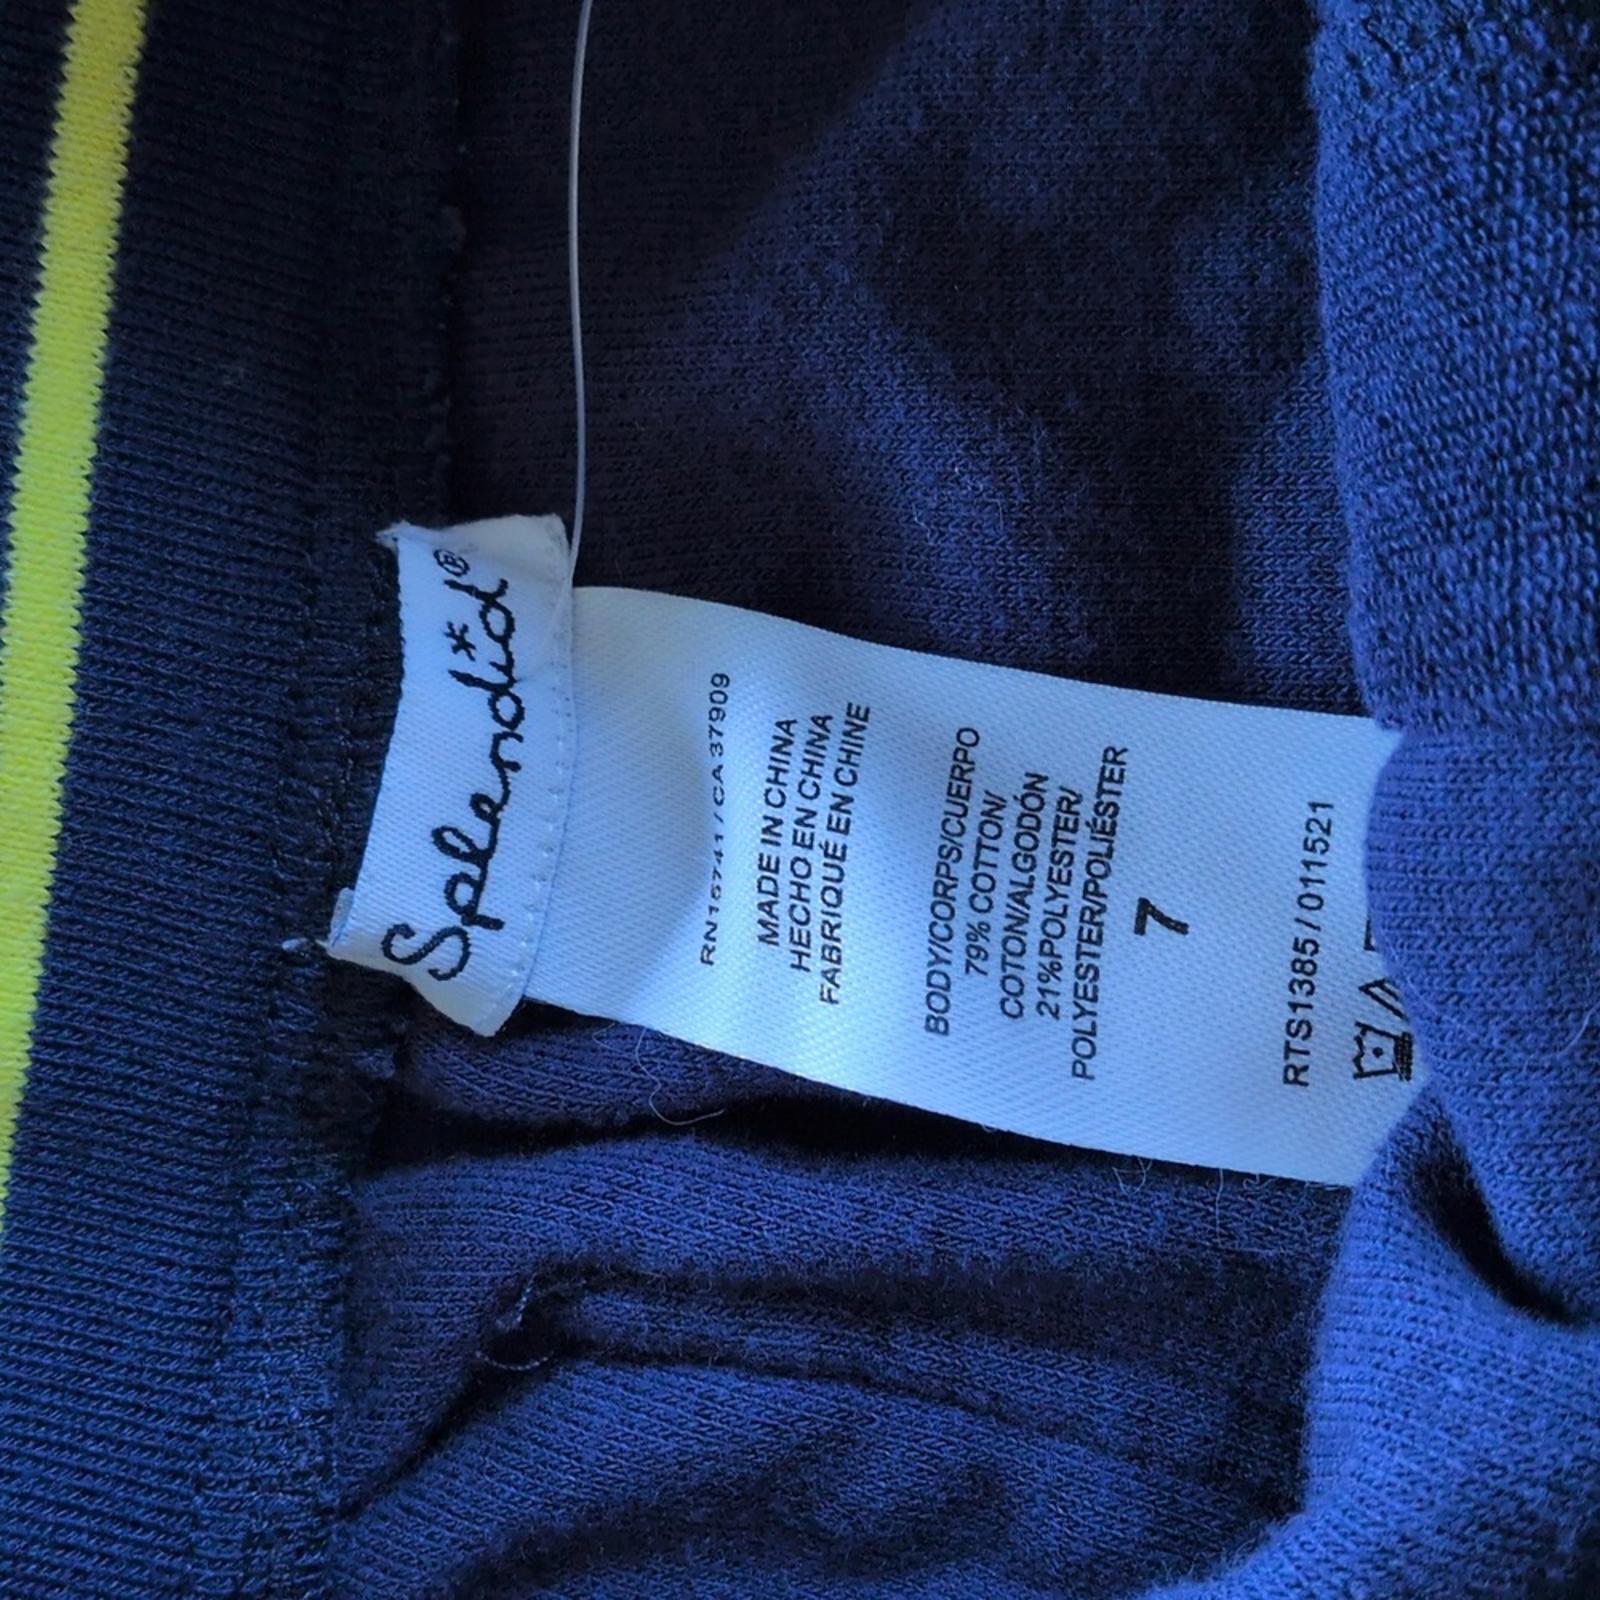 Splendid®
RN15741 / CA 37909
MADE IN CHINA
HECHO EN CHINA
FABRIQUÉ EN CHINE
BODY/CORPS/CUERPO
79% COTTON/
COTON/ALGODÓN
21%POLYESTER/
POLYESTER/POLIÉSTER
7
RTS1385 / 011521